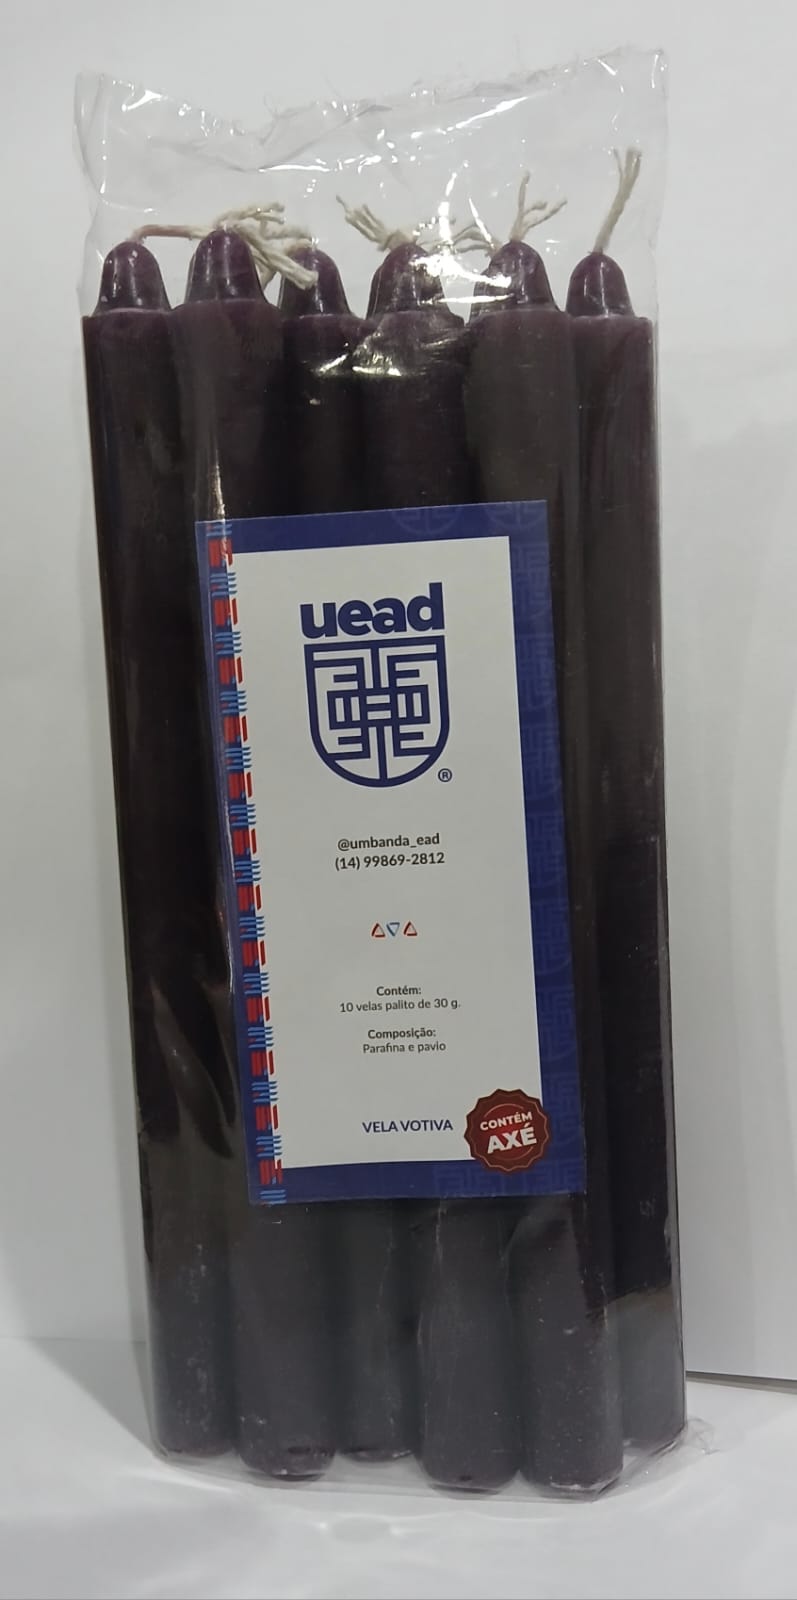 uead
®
@umbanda_ead
(14) 99869-2812
Contém:
10 velas palito de 30 g.
Composição:
Parafina e pavio
VELA VOTIVA
CONTÉM
AXÉ